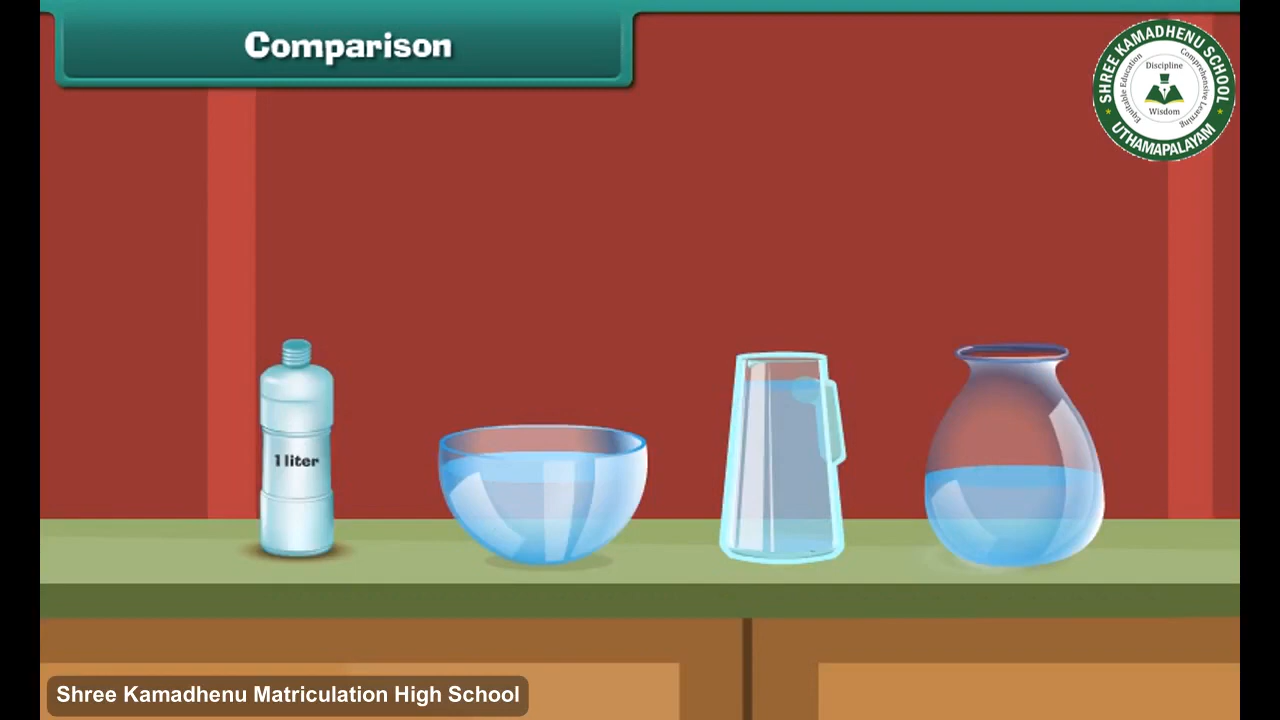 Comparison
SHREE KAMADHENU SCHOOL
Equitable Education
Discipline
Comprehensive Learning
Wisdom
UTHAMAPALAYAM
1 liter
Shree Kamadhenu Matriculation High School